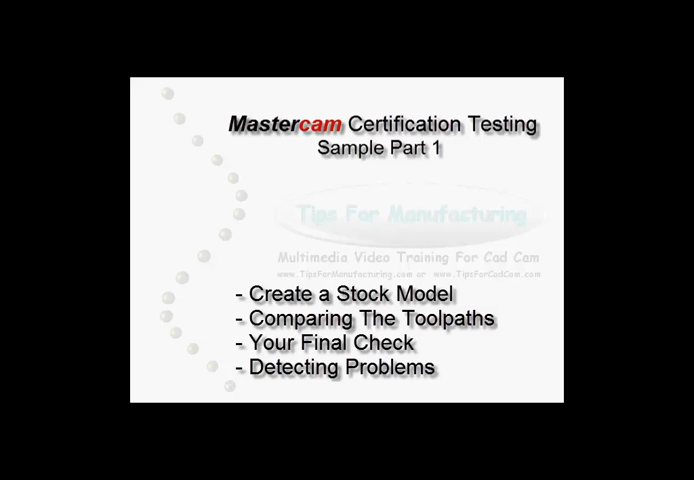 Mastercam Certification Testing
Sample Part 1
Tips For Manufacturing
Multimedia Video Training For Cad Cam
www.TipsForManufacturing.com or www.TipsForCadCam.com
- Create a Stock Model
- Comparing The Toolpaths
- Your Final Check
- Detecting Problems